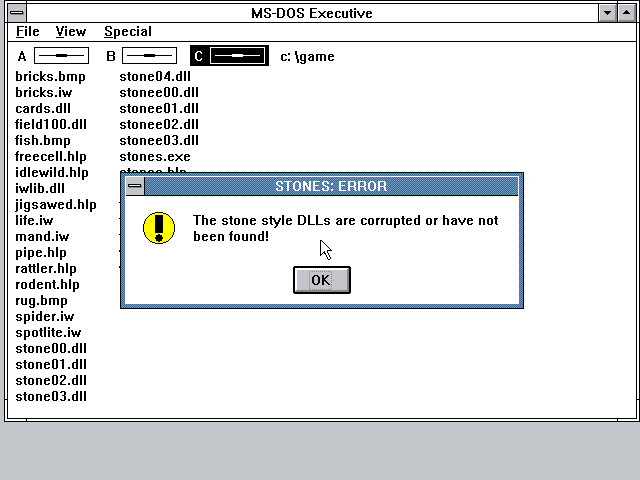 MS-DOS Executive
File View Special
A B C c: \game
bricks.bmp stone04.dll
bricks.iw stonee00.dll
cards.dll stonee01.dll
field100.dll stonee02.dll
fish.bmp stonee03.dll
freecell.hlp stones.exe
idlewild.hlp stones.hlp
iwlib.dll
jigsawed.hlp
life.iw
mand.iw
pipe.hlp
rattler.hlp
rodent.hlp
rug.bmp
spider.iw
spotlite.iw
stone00.dll
stone01.dll
stone02.dll
stone03.dll
STONES: ERROR
The stone style DLLs are corrupted or have not
been found!
OK